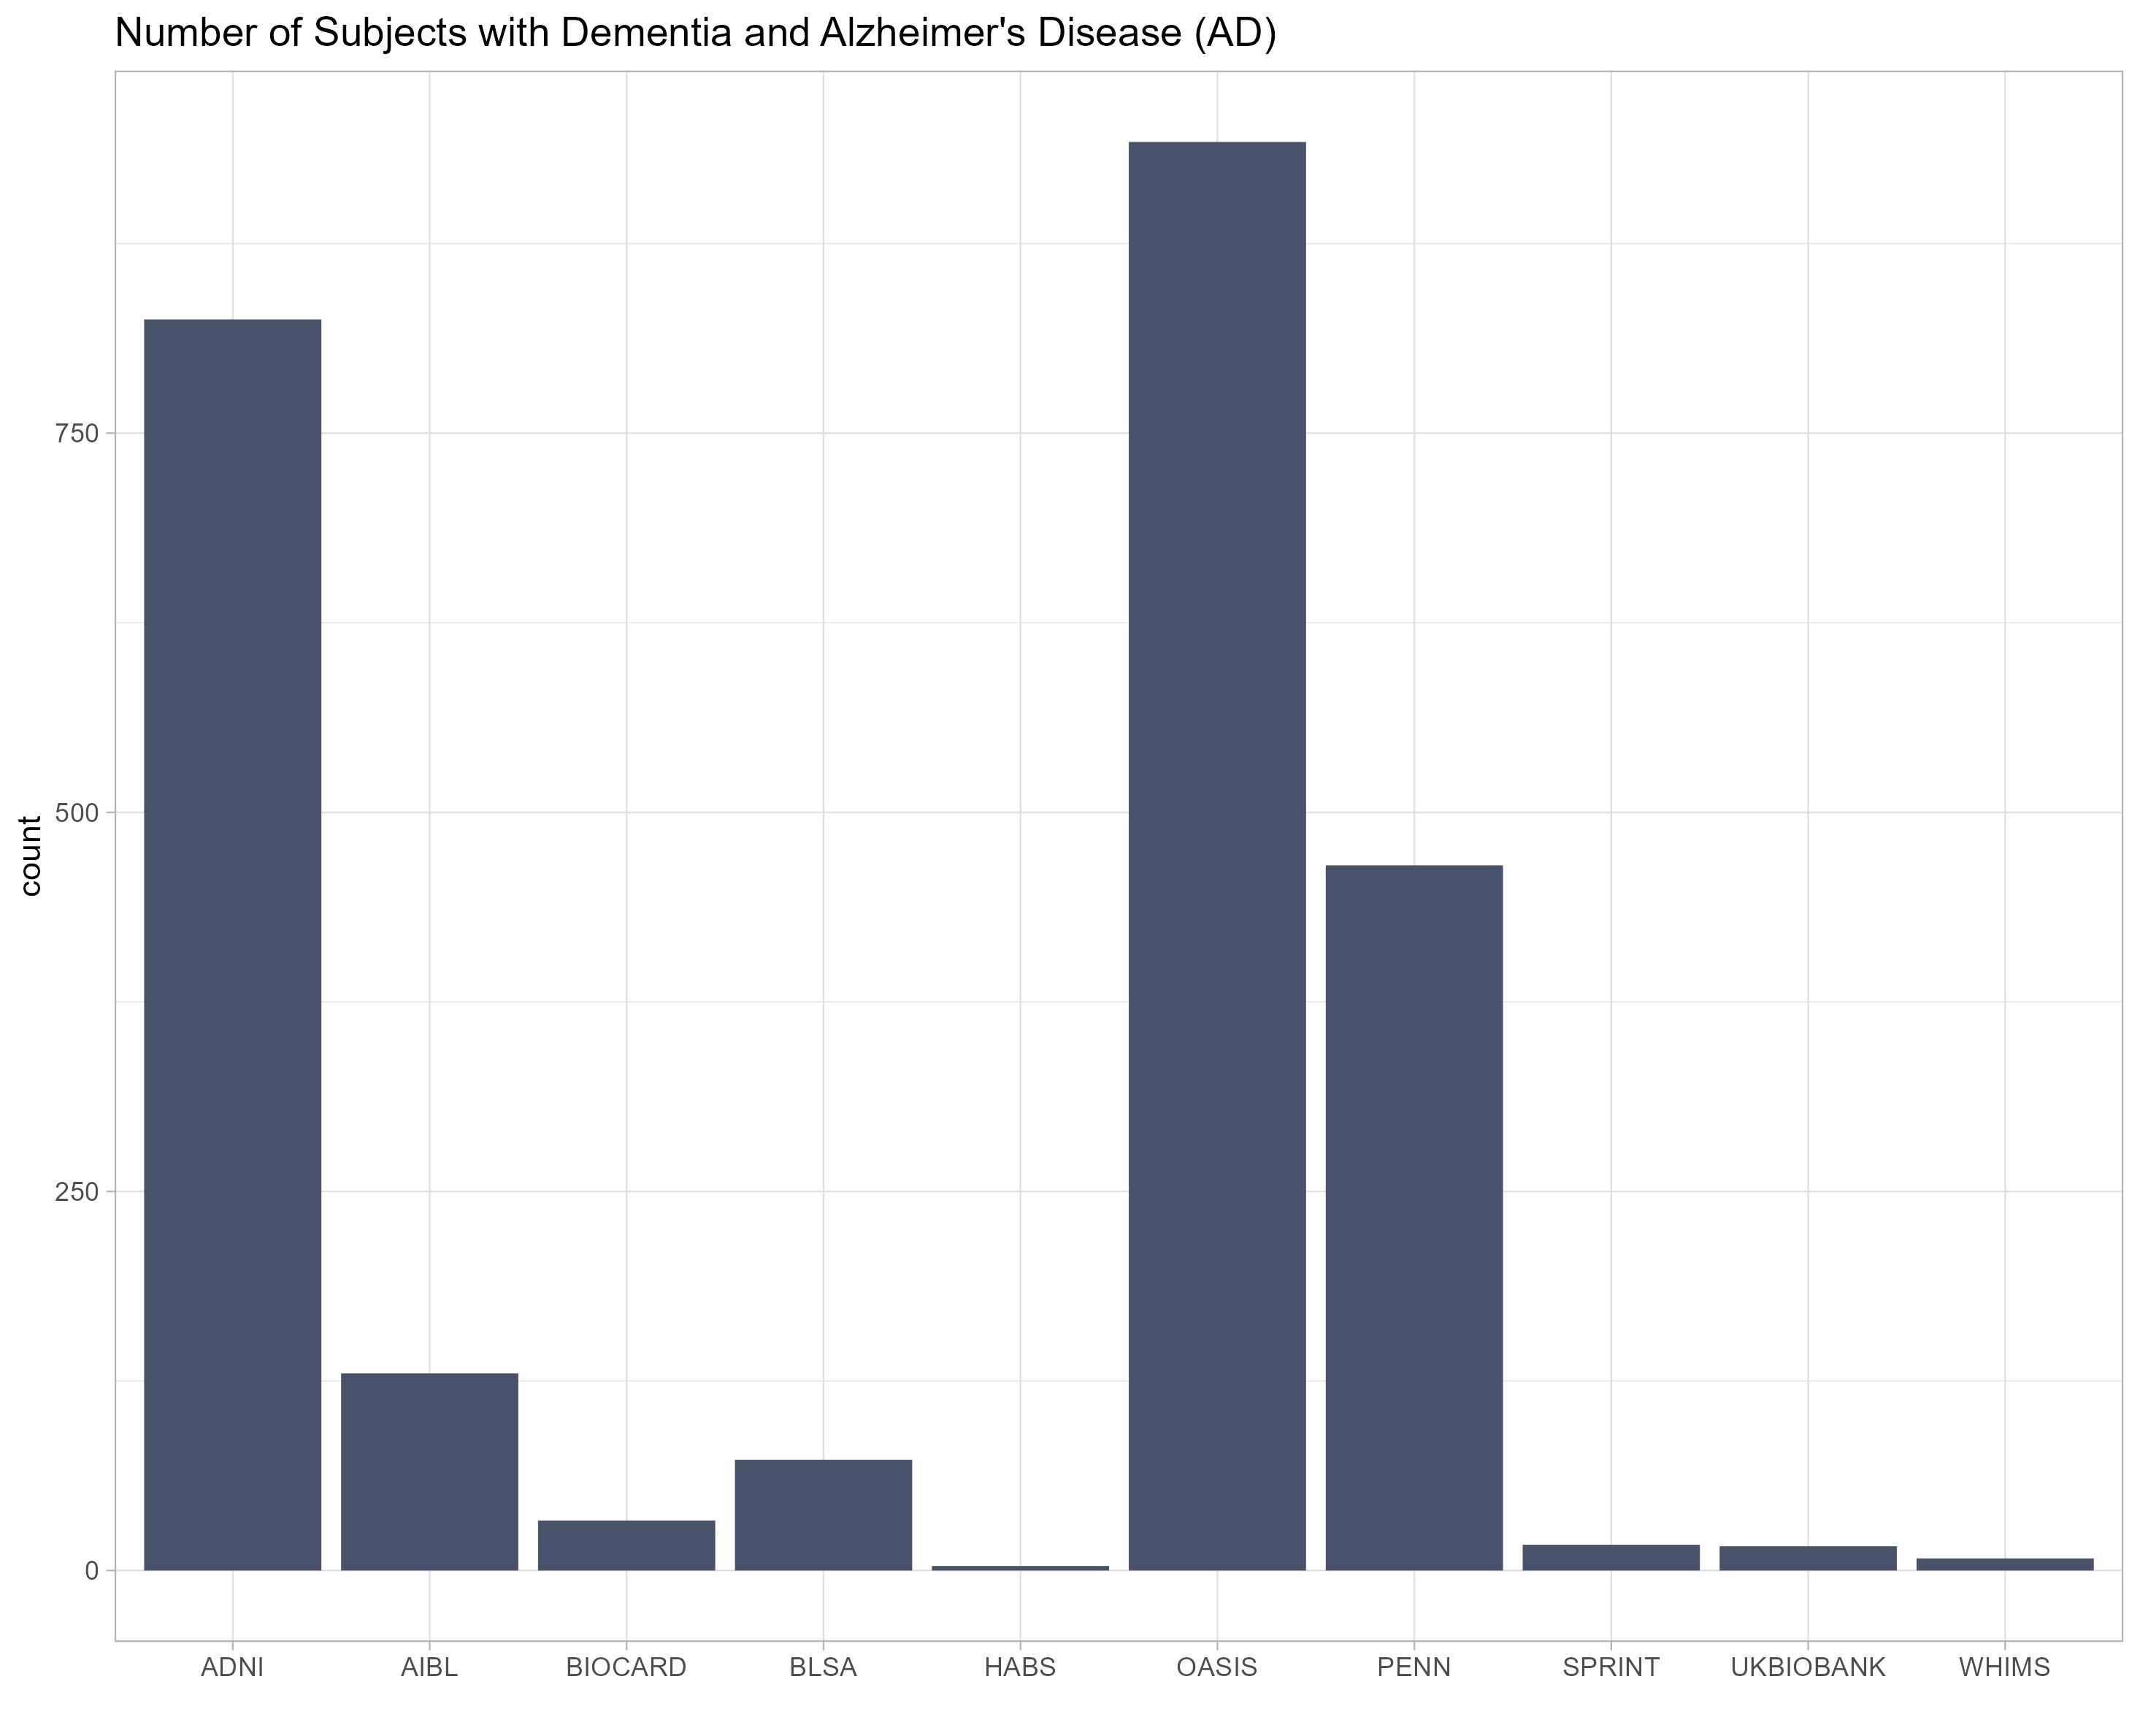 Number of Subjects with Dementia and Alzheimer's Disease (AD)
count
750
500
250
0
ADNI AIBL BIOCARD BLSA HABS OASIS PENN SPRINT UKBIOBANK WHIMS